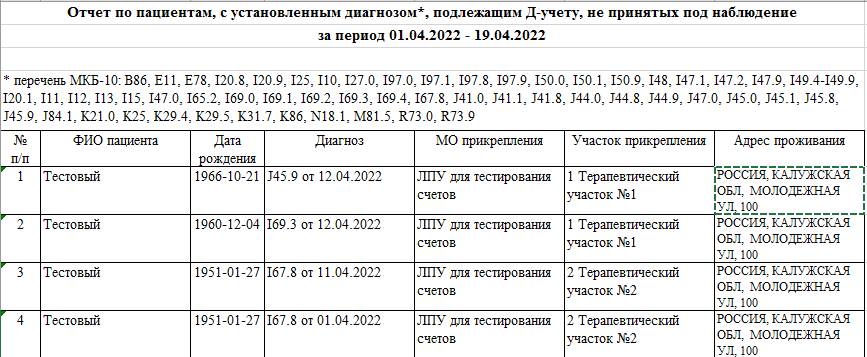 Отчет по пациентам, с установленным диагнозом*, подлежащим Д-учету, не принятых под наблюдение
за период 01.04.2022 - 19.04.2022
* перечень МКБ-10: B86, E11, E78, I20.8, I20.9, I25, I10, I27.0, I97.0, I97.1, I97.8, I97.9, I50.0, I50.1, I50.9, I48, I47.1, I47.2, I47.9, I49.4-I49.9,
I20.1, I11, I12, I13, I15, I47.0, I65.2, I69.0, I69.1, I69.2, I69.3, I69.4, I67.8, J41.0, J41.1, J41.8, J44.0, J44.8, J44.9, J47.0, J45.0, J45.1, J45.8,
J45.9, J84.1, K21.0, K25, K29.4, K29.5, K31.7, K86, N18.1, M81.5, R73.0, R73.9
№ п/п ФИО пациента Дата рождения Диагноз МО прикрепления Участок прикрепления Адрес проживания
1 Тестовый 1966-10-21 J45.9 от 12.04.2022 ЛПУ для тестирования счетов 1 Терапевтический участок №1 РОССИЯ, КАЛУЖСКАЯ ОБЛ, МОЛОДЕЖНАЯ УЛ, 100
2 Тестовый 1960-12-04 I69.3 от 12.04.2022 ЛПУ для тестирования счетов 1 Терапевтический участок №1 РОССИЯ, КАЛУЖСКАЯ ОБЛ, МОЛОДЕЖНАЯ УЛ, 100
3 Тестовый 1951-01-27 I67.8 от 11.04.2022 ЛПУ для тестирования счетов 2 Терапевтический участок №2 РОССИЯ, КАЛУЖСКАЯ ОБЛ, МОЛОДЕЖНАЯ УЛ, 100
4 Тестовый 1951-01-27 I67.8 от 01.04.2022 ЛПУ для тестирования счетов 2 Терапевтический участок №2 РОССИЯ, КАЛУЖСКАЯ ОБЛ, МОЛОДЕЖНАЯ УЛ, 100